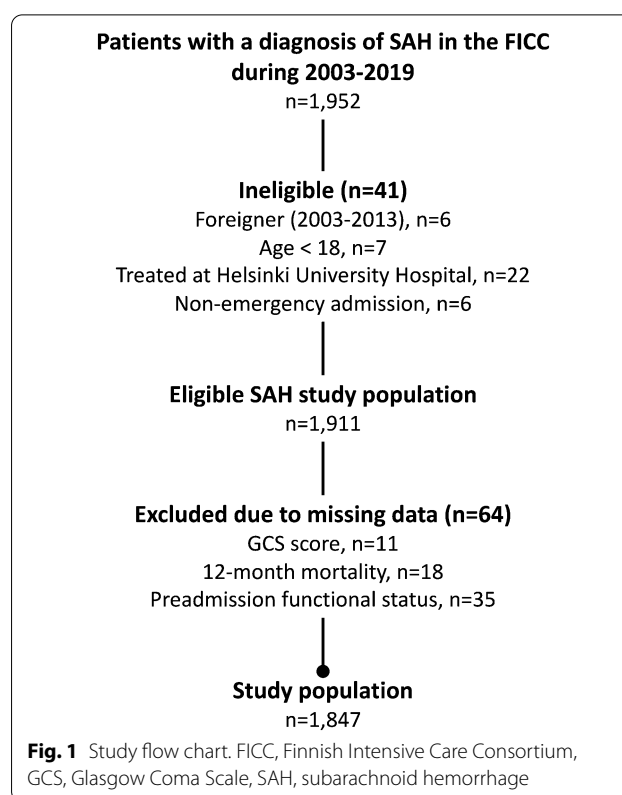 Patients with a diagnosis of SAH in the FICC
during 2003-2019
n=1,952
Ineligible (n=41)
Foreigner (2003-2013), n=6
Age < 18, n=7
Treated at Helsinki University Hospital, n=22
Non-emergency admission, n=6
Eligible SAH study population
n=1,911
Excluded due to missing data (n=64)
GCS score, n=11
12-month mortality, n=18
Preadmission functional status, n=35
Study population
n=1,847
Fig. 1 Study flow chart. FICC, Finnish Intensive Care Consortium,
GCS, Glasgow Coma Scale, SAH, subarachnoid hemorrhage